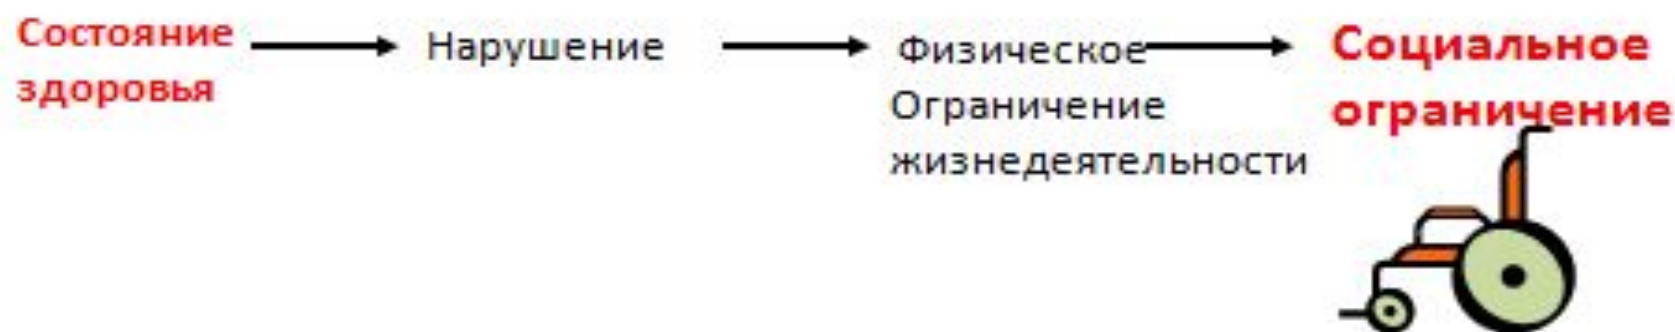 Состояние
здоровья
Нарушение
Физическое
Ограничение
жизнедеятельности
Социальное
ограничение